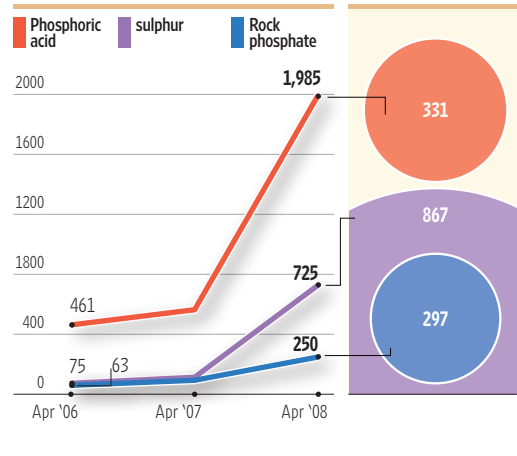 Phosphoric acid
sulphur
Rock phosphate
2000
1,985
331
1600
1200
867
1800
725
461
297
400
250
75
63
0
Apr ‘06
Apr ‘07
Apr ‘08